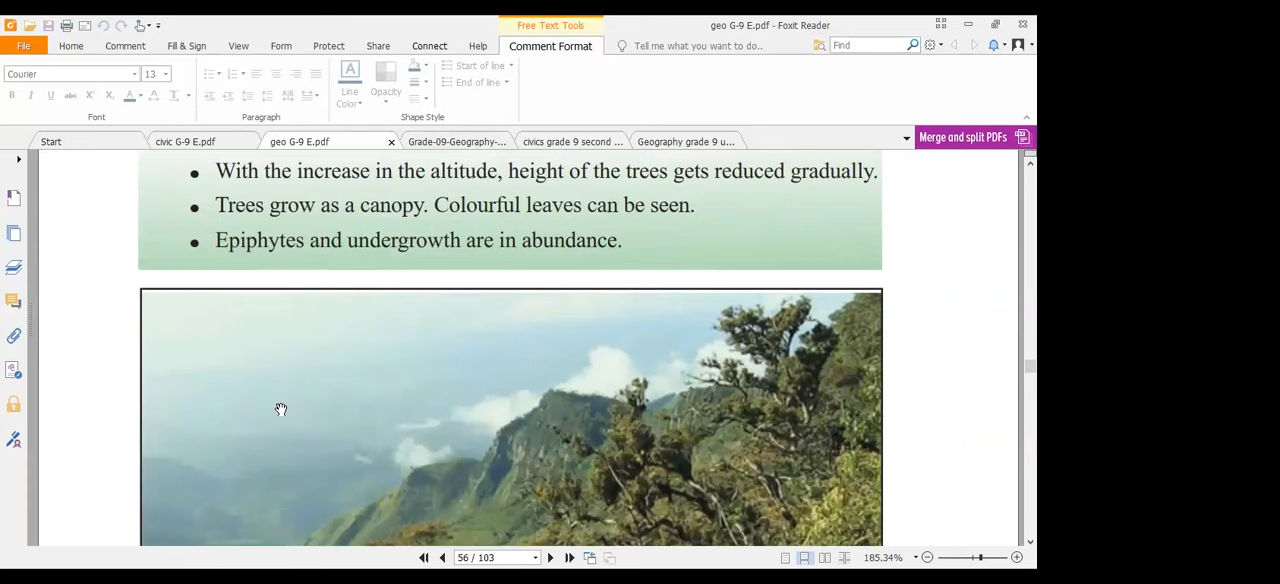 Free Text Tools
geo G-9 E.pdf - Foxit Reader
File Home Comment Fill & Sign View Form Protect Share Connect Help Comment Format Tell me what you want to do.. Find
Courier 13
Start of line
End of line
B I U abc X X
A Line Color Opacity
Font Paragraph Shape Style
Start civic G-9 E.pdf geo G-9 E.pdf Grade-09-Geography-... civics grade 9 second ... Geography grade 9 u... Merge and split PDFs
• With the increase in the altitude, height of the trees gets reduced gradually.
• Trees grow as a canopy. Colourful leaves can be seen.
• Epiphytes and undergrowth are in abundance.
56 / 103 185.34%